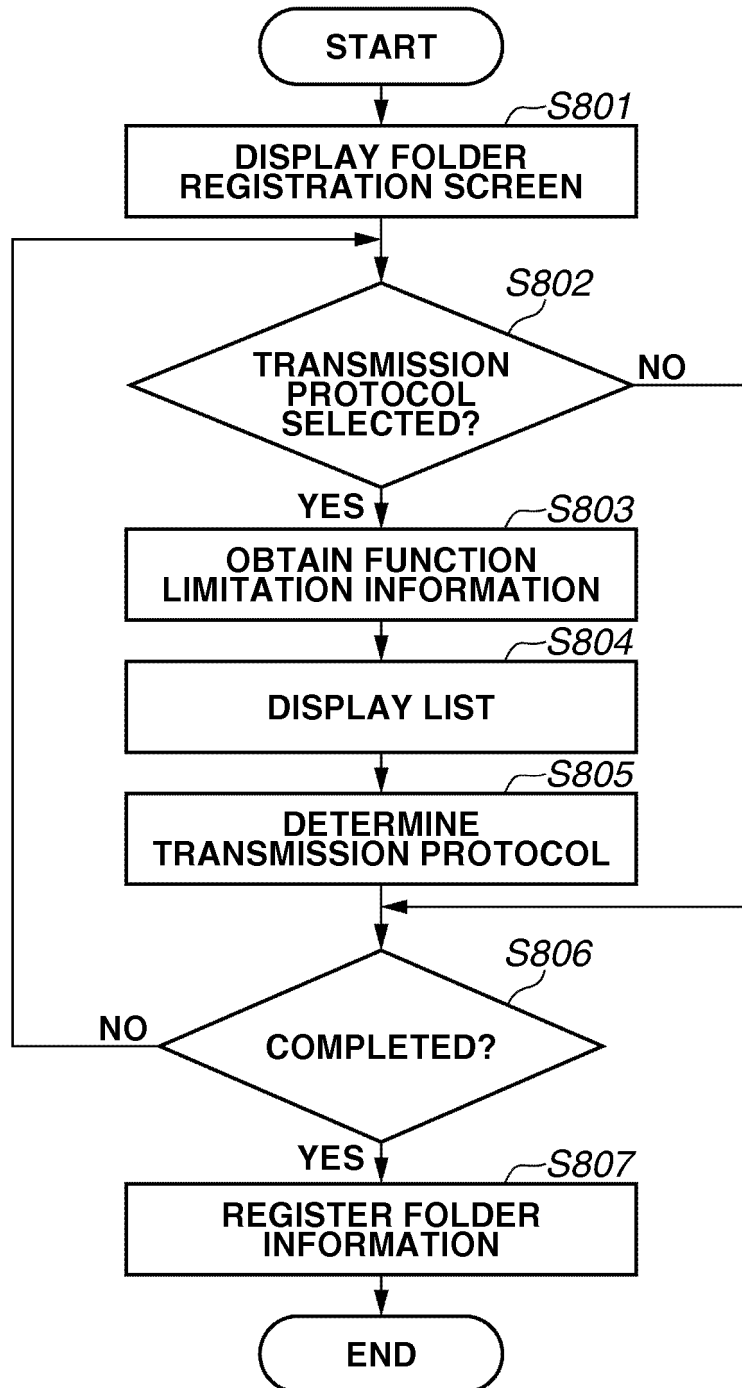 START
S801
DISPLAY FOLDER
REGISTRATION SCREEN
S802
TRANSMISSION
PROTOCOL
SELECTED?
NO
YES
S803
OBTAIN FUNCTION
LIMITATION INFORMATION
S804
DISPLAY LIST
S805
DETERMINE
TRANSMISSION PROTOCOL
S806
COMPLETED?
NO
YES
S807
REGISTER FOLDER
INFORMATION
END